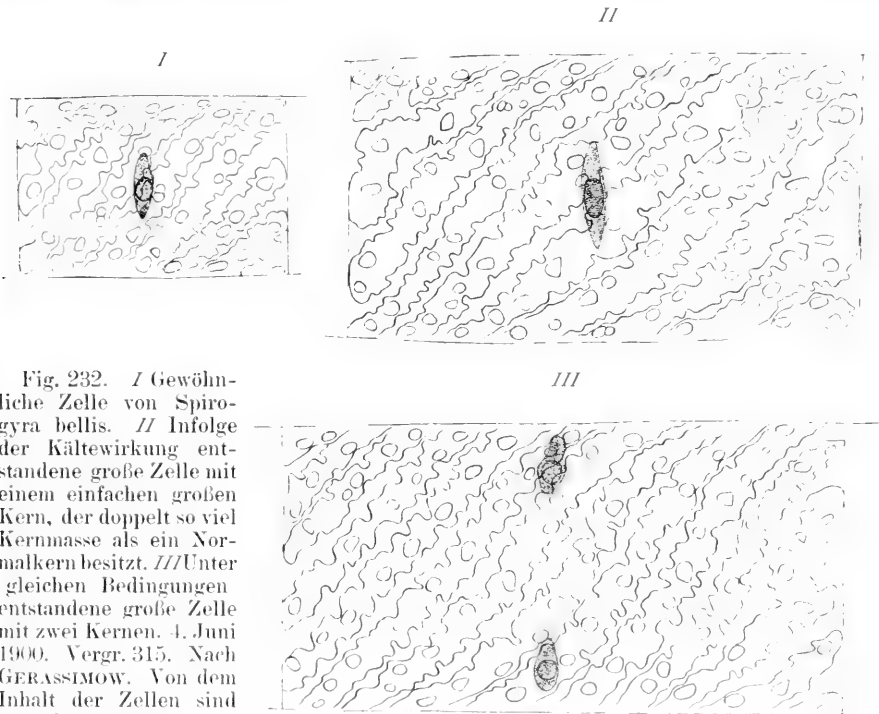 I
II
III
Fig. 232. I Gewöhn-
liche Zelle von Spiro-
gyra bellis. II Infolge
der Kältewirkung ent-
standene große Zelle mit
einem einfachen großen
Kern, der doppelt so viel
Kernmasse als ein Nor-
malkern besitzt. III Unter
gleichen Bedingungen
entstandene große Zelle
mit zwei Kernen. 4. Juni
1900. Vergr. 315. Nach
GERASSIMOW. Von dem
Inhalt der Zellen sind